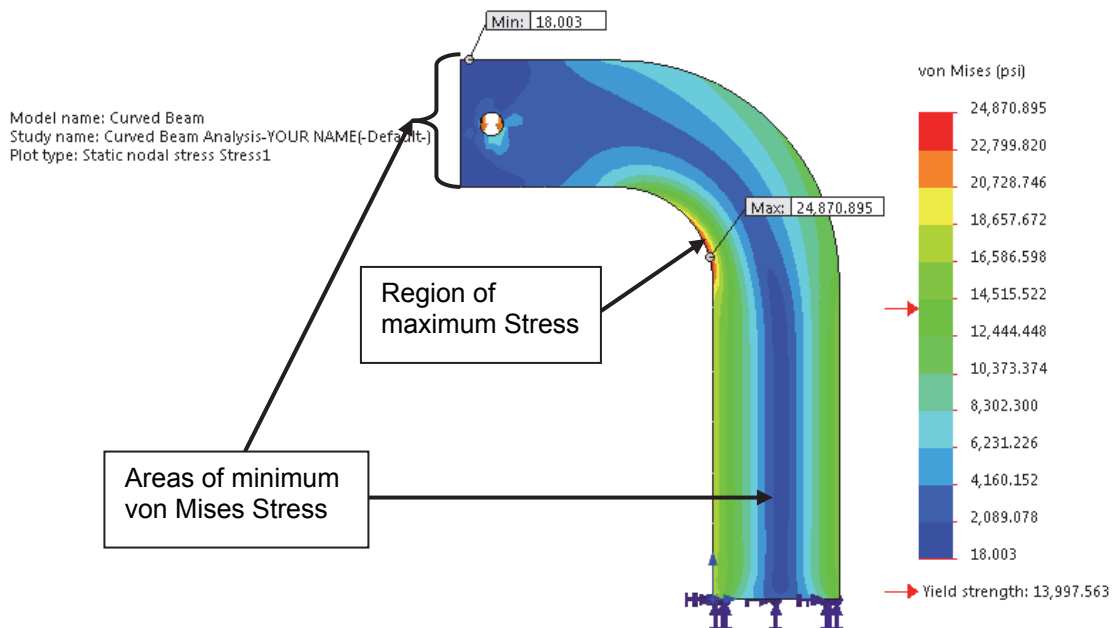 Min: 18.003
Model name: Curved Beam
Study name: Curved Beam Analysis-YOUR NAME(-Default-)
Plot type: Static nodal stress Stress1
Max: 24,870.895
Region of
maximum Stress
Areas of minimum
von Mises Stress
von Mises (psi)
24,870.895
22,799.820
20,728.746
18,657.672
16,586.598
14,515.522
12,444.448
10,373.374
8,302.300
6,231.226
4,160.152
2,089.078
18.003
Yield strength: 13,997.563